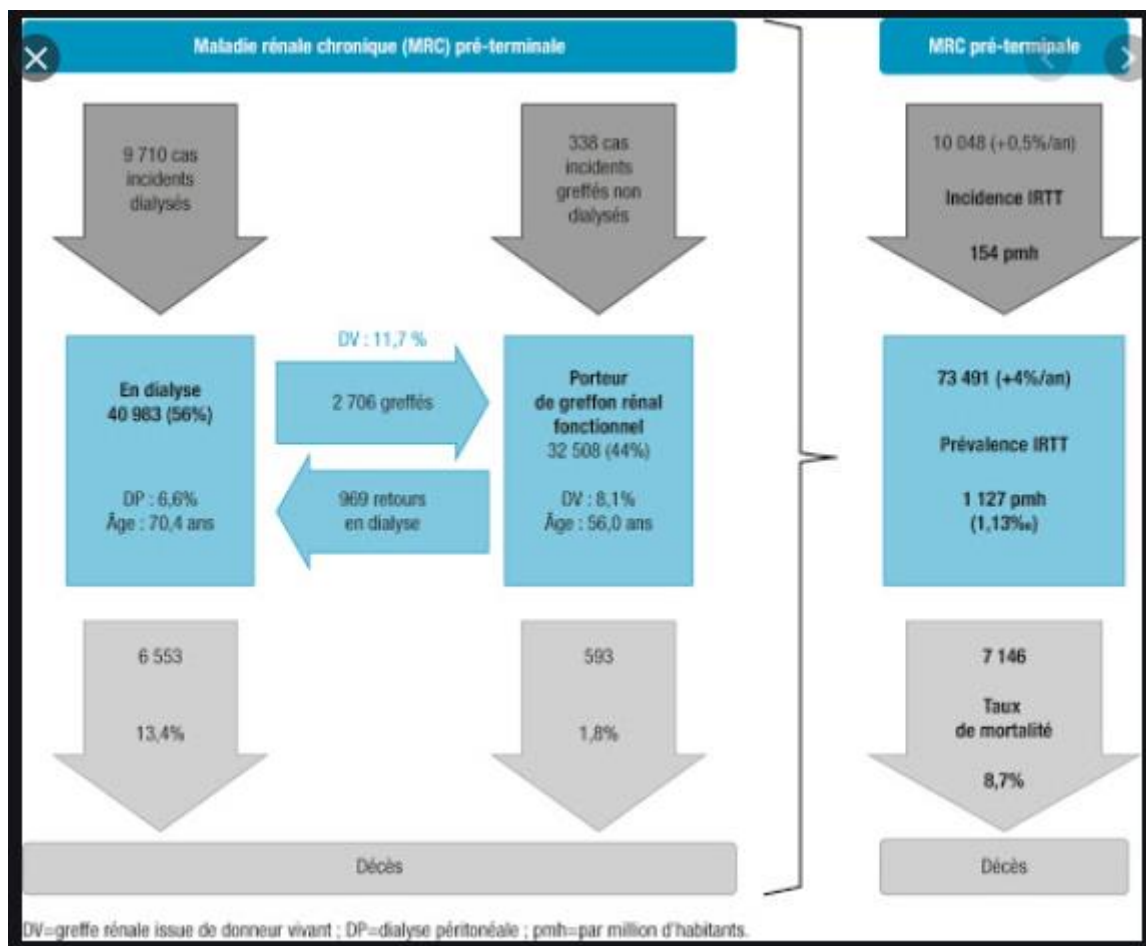 Maladie rénale chronique (MRC) pré-terminale
9 710 cas
incidents
dialysés
338 cas
incidents
greffés non
dialysés
DV : 11,7 %
2 706 greffés
969 retours
en dialyse
En dialyse
40 983 (56%)
DP : 6,6%
Âge : 70,4 ans
Porteur
de greffon rénal
fonctionnel
32 508 (44%)
DV : 8,1%
Âge : 56,0 ans
6 553
13,4%
593
1,8%
Décès
MRC pré-terminale
10 048 (+0,5%/an)
Incidence IRTT
154 pmh
73 491 (+4%/an)
Prévalence IRTT
1 127 pmh
(1,13‰)
7 146
Taux
de mortalité
8,7%
Décès
DV=greffe rénale issue de donneur vivant ; DP=dialyse péritonéale ; pmh=par million d'habitants.